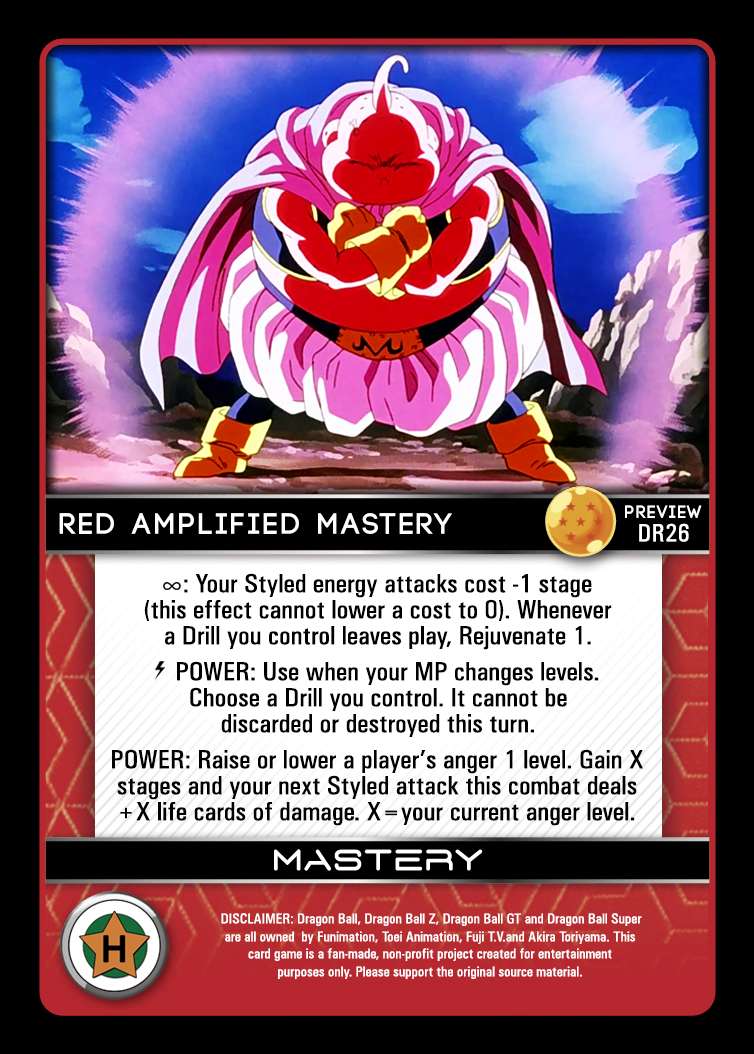 RED AMPLIFIED MASTERY
PREVIEW
DR26
∞: Your Styled energy attacks cost -1 stage
(this effect cannot lower a cost to 0). Whenever
a Drill you control leaves play, Rejuvenate 1.
POWER: Use when your MP changes levels.
Choose a Drill you control. It cannot be
discarded or destroyed this turn.
POWER: Raise or lower a player's anger 1 level. Gain X
stages and your next Styled attack this combat deals
+X life cards of damage. X=your current anger level.
MASTERY
H
DISCLAIMER: Dragon Ball, Dragon Ball Z, Dragon Ball GT and Dragon Ball Super
are all owned by Funimation, Toei Animation, Fuji T.V.and Akira Toriyama. This
card game is a fan-made, non-profit project created for entertainment
purposes only. Please support the original source material.